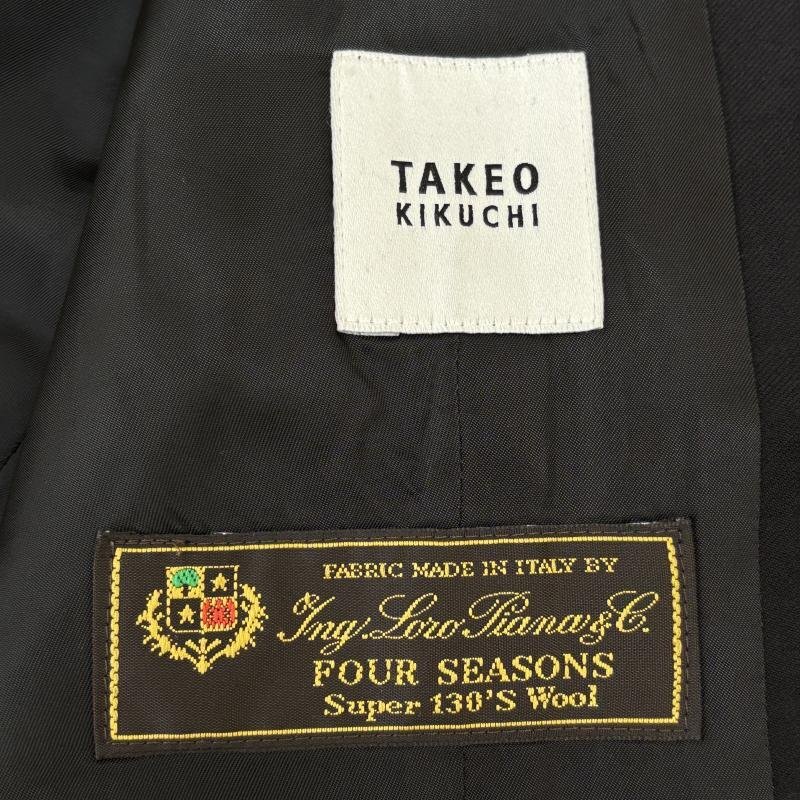 TAKEO
KIKUCHI
FABRIC MADE IN ITALY BY
Ing. Loro Piana & C.
FOUR SEASONS
Super 130'S Wool